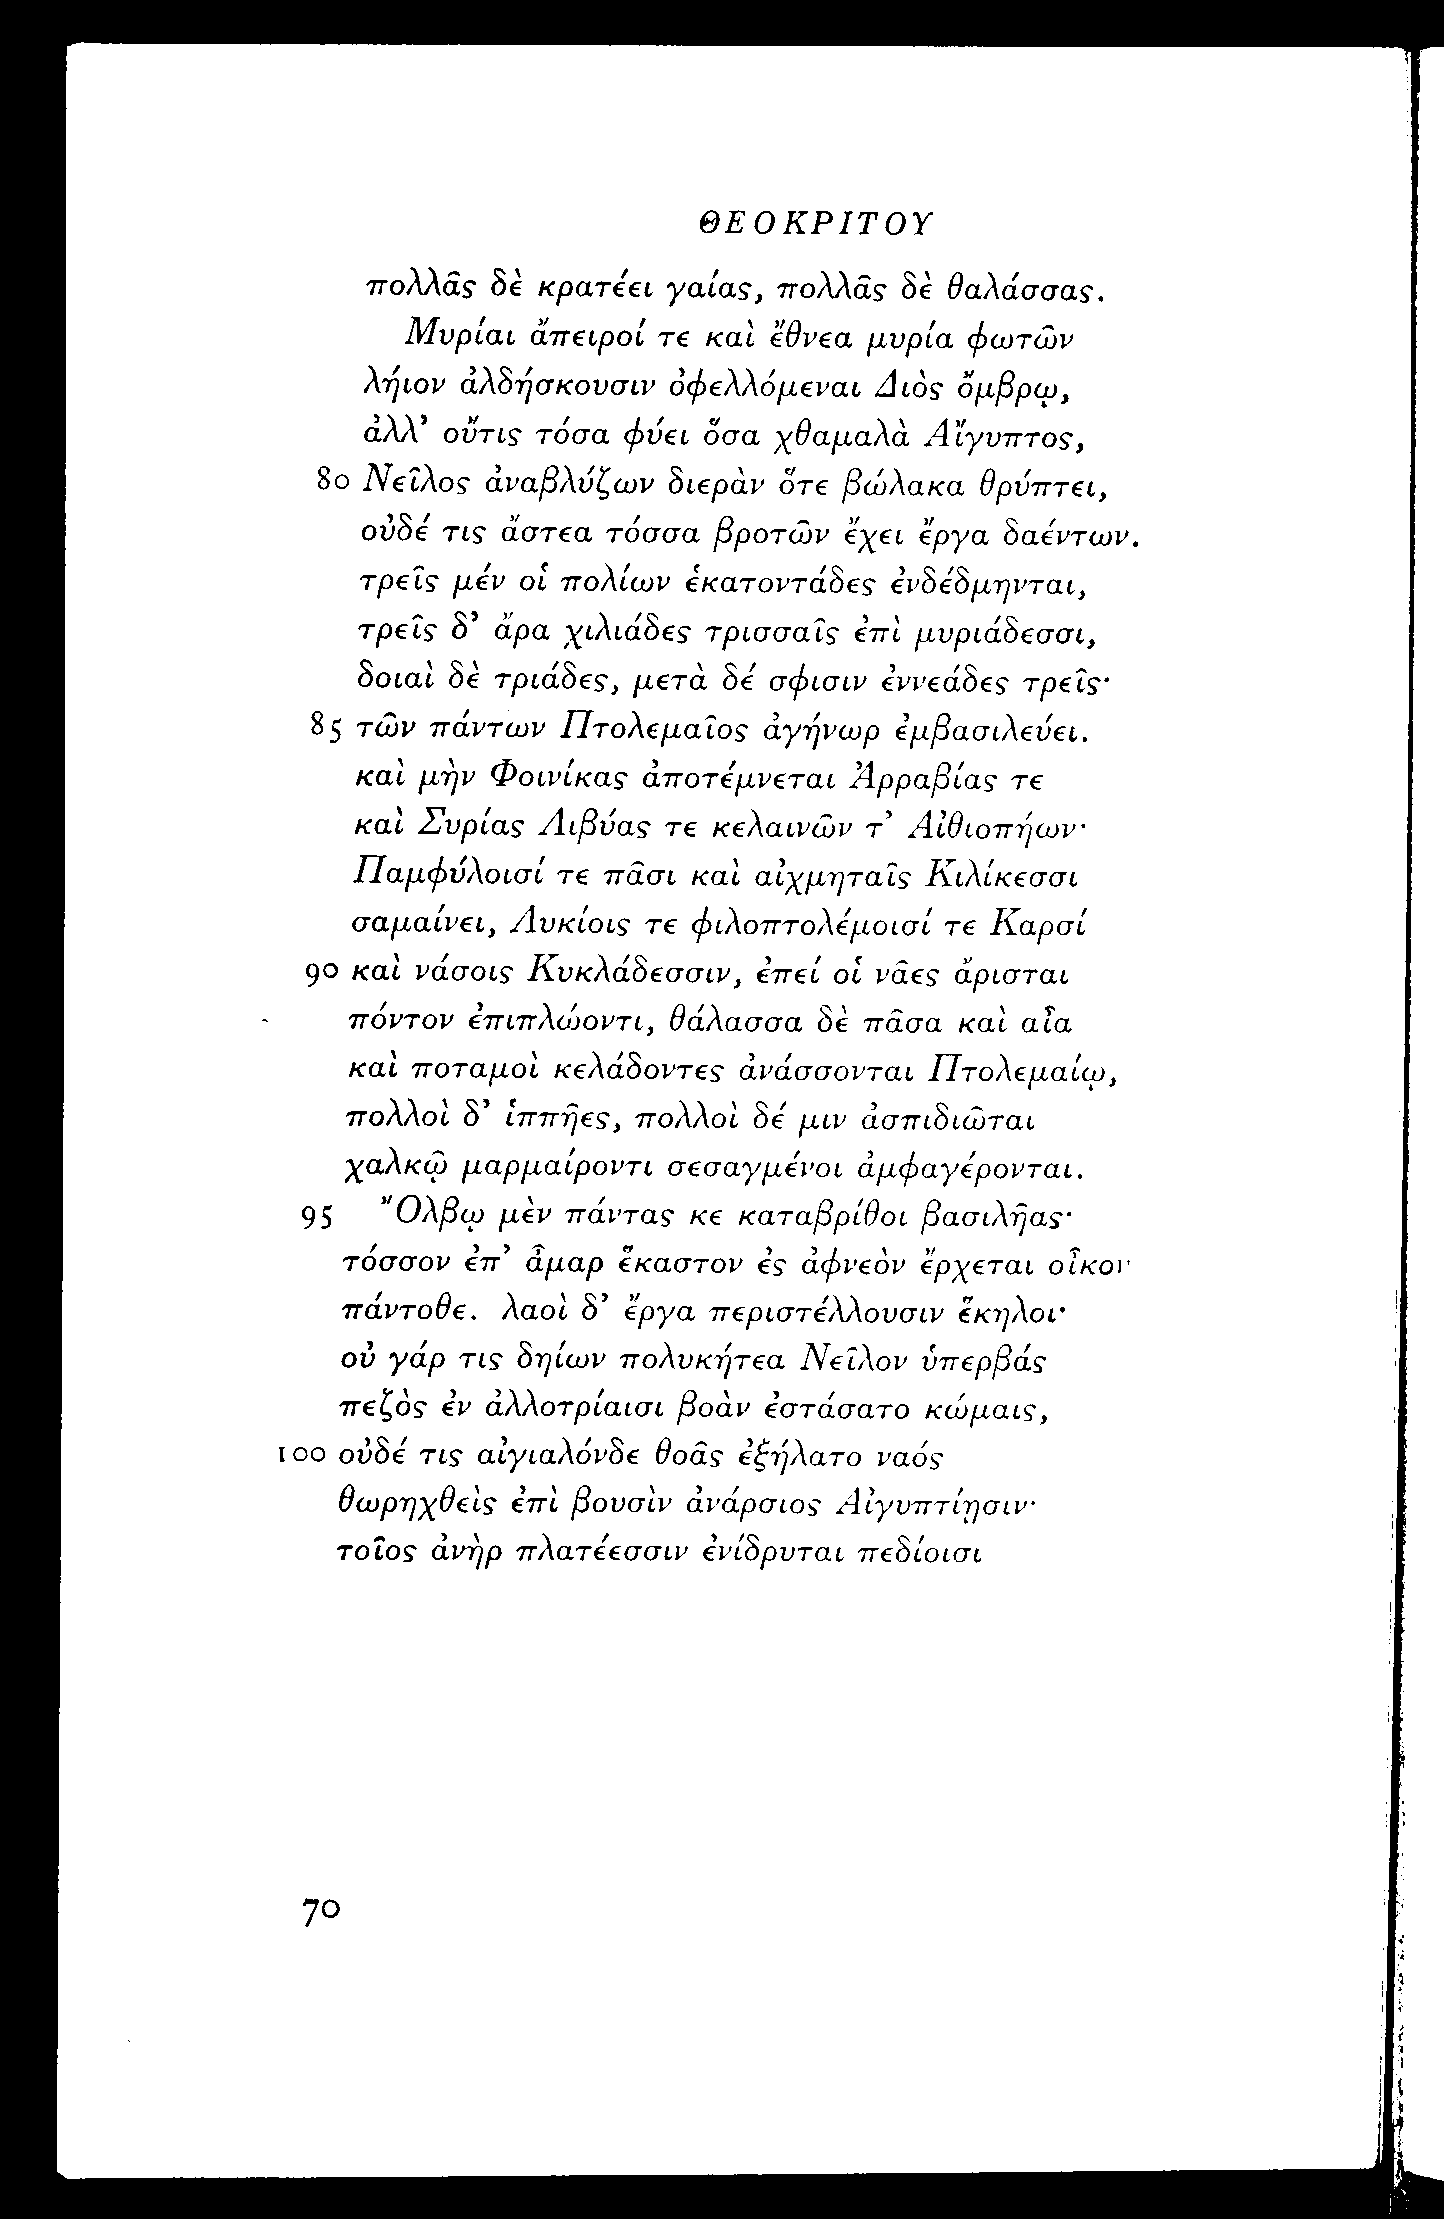 ΘΕΟΚΡΙΤΟΥ
πολλᾶς δὲ κρατέει γαίας, πολλᾶς δὲ θαλάσσας.
Μυρίαι ἄπειροί τε καὶ ἔθνεα μυρία φωτῶν
λήιον ἀλδήσκουσιν ὀφελλόμεναι Διὸς ὄμβρῳ,
ἀλλ’ οὔτις τόσα φύει ὅσα χθαμαλὰ Αἴγυπτος,
80 Νεῖλος ἀναβλύζων διερὰν ὅτε βώλακα θρύπτει,
οὐδέ τις ἄστεα τόσσα βροτῶν ἔχει ἔργα δαέντων.
τρεῖς μέν οἱ πολίων ἑκατοντάδες ἐνδέδμηνται,
τρεῖς δ’ ἄρα χιλιάδες τρισσαῖς ἐπὶ μυριάδεσσι,
δοιαὶ δὲ τριάδες, μετὰ δέ σφισιν ἐννεάδες τρεῖς·
85 τῶν πάντων Πτολεμαῖος ἀγήνωρ ἐμβασιλεύει.
καὶ μὴν Φοινίκας ἀποτέμνεται Ἀρραβίας τε
καὶ Συρίας Λιβύας τε κελαινῶν τ’ Αἰθιοπήων·
Παμφύλοισί τε πᾶσι καὶ αἰχμηταῖς Κιλίκεσσι
σαμαίνει, Λυκίοις τε φιλοπτολέμοισί τε Καρσί
90 καὶ νάσοις Κυκλάδεσσιν, ἐπεί οἱ νᾶες ἄρισται
πόντον ἐπιπλώοντι, θάλασσα δὲ πᾶσα καὶ αἶα
καὶ ποταμοὶ κελάδοντες ἀνάσσονται Πτολεμαίῳ,
πολλοὶ δ’ ἱππῆες, πολλοὶ δέ μιν ἀσπιδιῶται
χαλκῷ μαρμαίροντι σεσαγμένοι ἀμφαγέρονται.
95 Ὄλβῳ μὲν πάντας κε καταβρίθοι βασιλῆας·
τόσσον ἐπ’ ἆμαρ ἕκαστον ἐς ἀφνεὸν ἔρχεται οἶκον
πάντοθε. λαοὶ δ’ ἔργα περιστέλλουσιν ἕκηλοι·
οὐ γάρ τις δηίων πολυκήτεα Νεῖλον ὑπερβάς
πεζὸς ἐν ἀλλοτρίαισι βοὰν ἐστάσατο κώμαις,
100 οὐδέ τις αἰγιαλόνδε θοᾶς ἐξήλατο ναός
θωρηχθεὶς ἐπὶ βουσὶν ἀνάρσιος Αἰγυπτίῃσιν·
τοῖος ἀνὴρ πλατέεσσιν ἐνίδρυται πεδίοισι
70